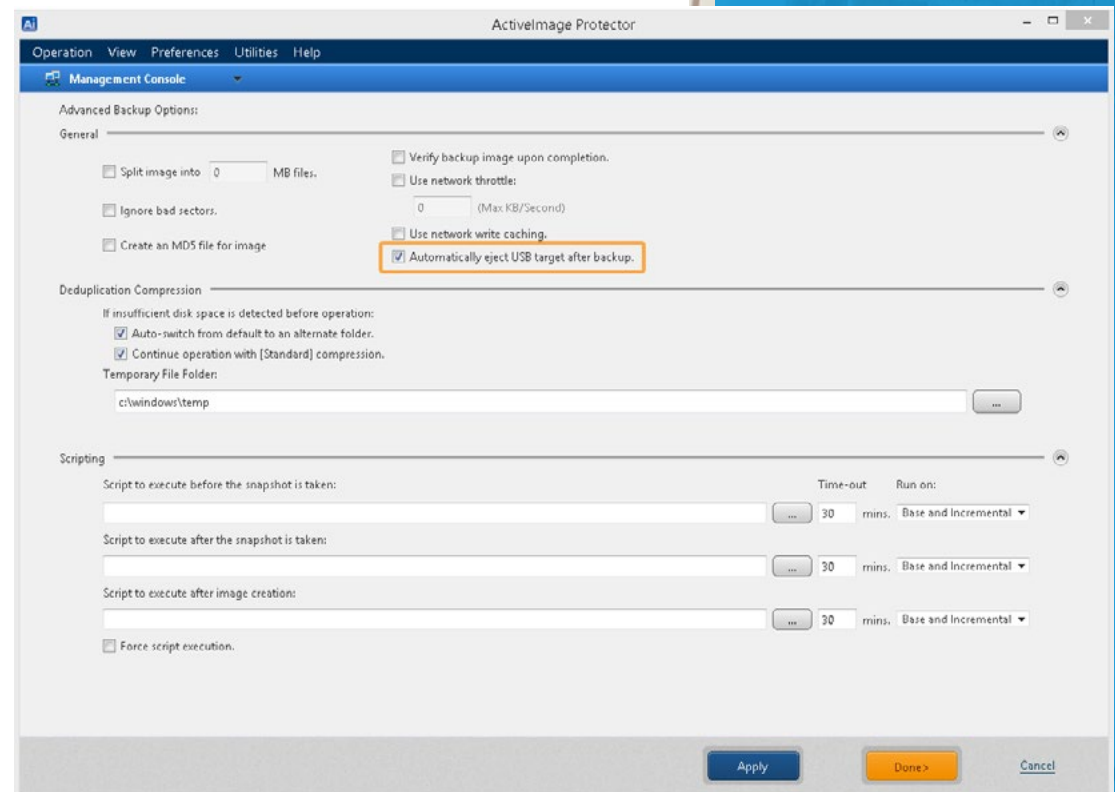 Ai
ActiveImage Protector
Operation View Preferences Utilities Help
Management Console
Advanced Backup Options:
General
Split image into 0 MB files.
Ignore bad sectors.
Create an MD5 file for image
Verify backup image upon completion.
Use network throttle:
0 (Max KB/Second)
Use network write caching.
Automatically eject USB target after backup.
Deduplication Compression
If insufficient disk space is detected before operation:
Auto-switch from default to an alternate folder.
Continue operation with [Standard] compression.
Temporary File Folder:
c:\windows\temp
...
Scripting
Script to execute before the snapshot is taken: Time-out Run on:
... 30 mins. Base and Incremental
Script to execute after the snapshot is taken:
... 30 mins. Base and Incremental
Script to execute after image creation:
... 30 mins. Base and Incremental
Force script execution.
Apply Done> Cancel